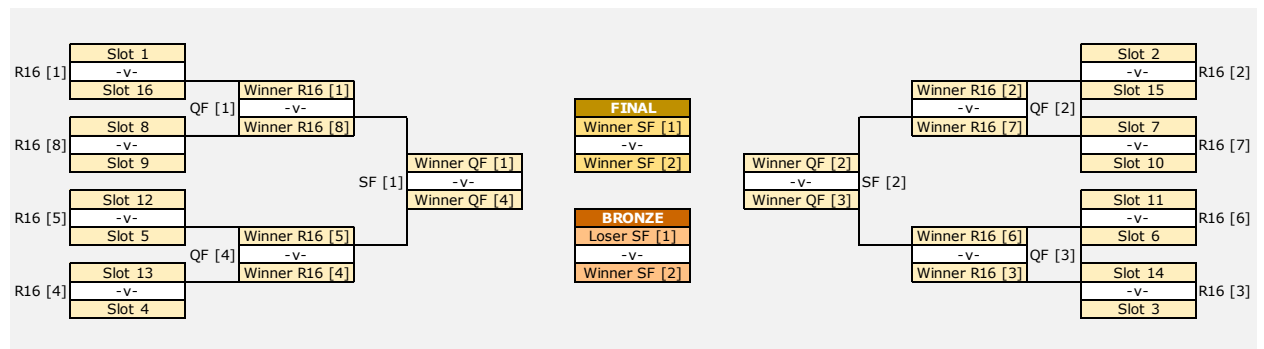 Slot 1
R16 [1]
-v-
Slot 16
QF [1]
Winner R16 [1]
-v-
Winner R16 [8]
Slot 8
R16 [8]
-v-
Slot 9
SF [1]
Winner QF [1]
-v-
Winner QF [4]
Slot 12
R16 [5]
-v-
Slot 5
QF [4]
Winner R16 [5]
-v-
Winner R16 [4]
Slot 13
R16 [4]
-v-
Slot 4
FINAL
Winner SF [1]
-v-
Winner SF [2]
BRONZE
Loser SF [1]
-v-
Winner SF [2]
Slot 2
-v-
R16 [2]
Slot 15
Winner R16 [2]
-v-
QF [2]
Winner R16 [7]
Slot 7
-v-
R16 [7]
Slot 10
Winner QF [2]
-v-
SF [2]
Winner QF [3]
Slot 11
-v-
R16 [6]
Slot 6
Winner R16 [6]
-v-
QF [3]
Winner R16 [3]
Slot 14
-v-
R16 [3]
Slot 3